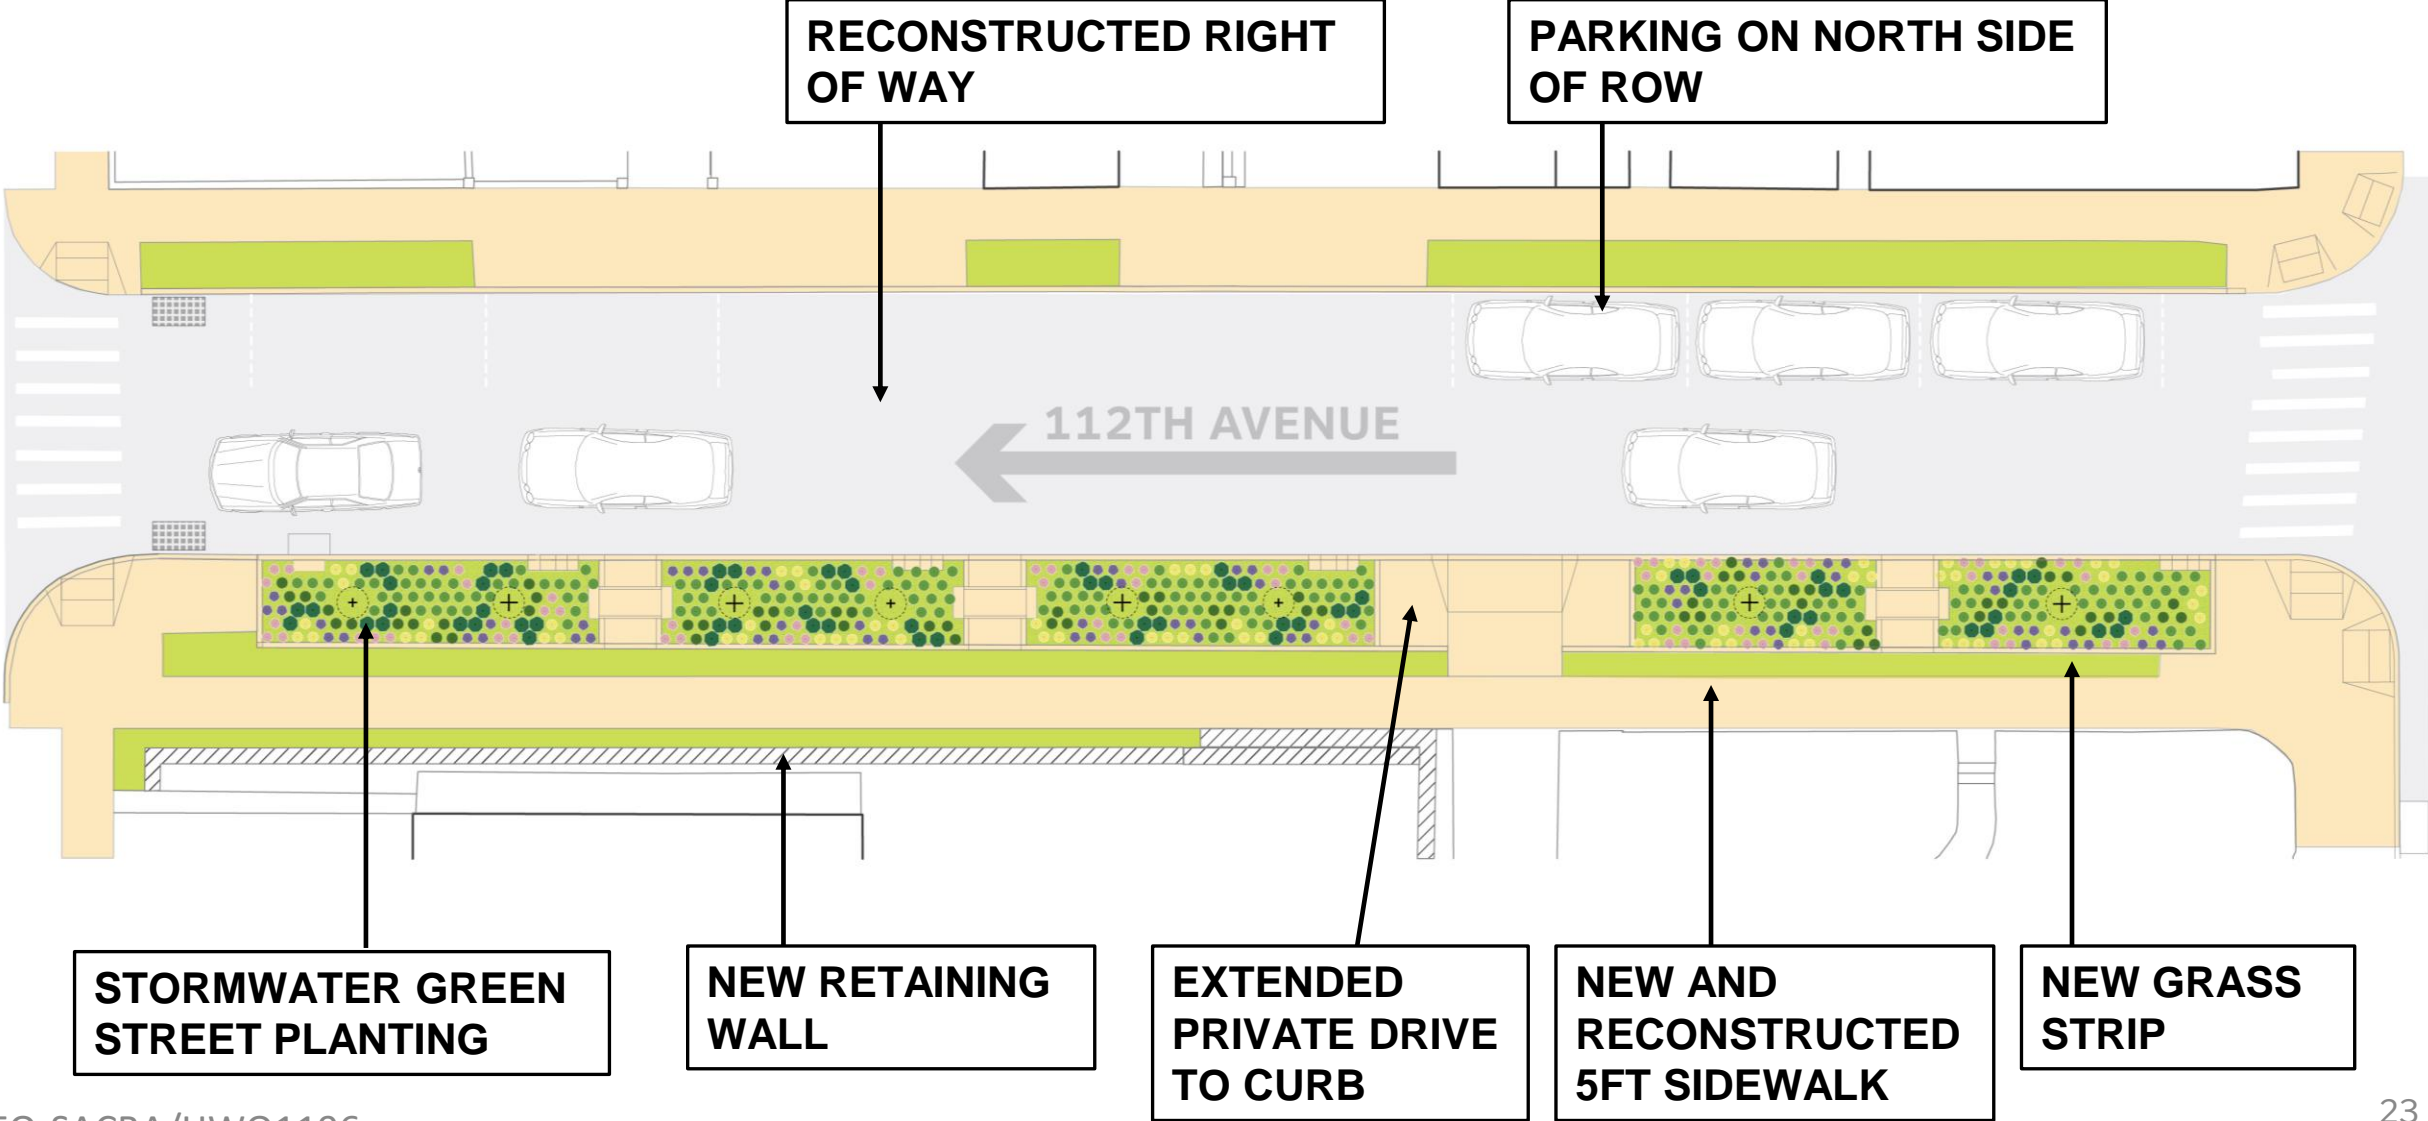 RECONSTRUCTED RIGHT
OF WAY
PARKING ON NORTH SIDE
OF ROW
112TH AVENUE
STORMWATER GREEN
STREET PLANTING
NEW RETAINING
WALL
EXTENDED
PRIVATE DRIVE
TO CURB
NEW AND
RECONSTRUCTED
5FT SIDEWALK
NEW GRASS
STRIP
23